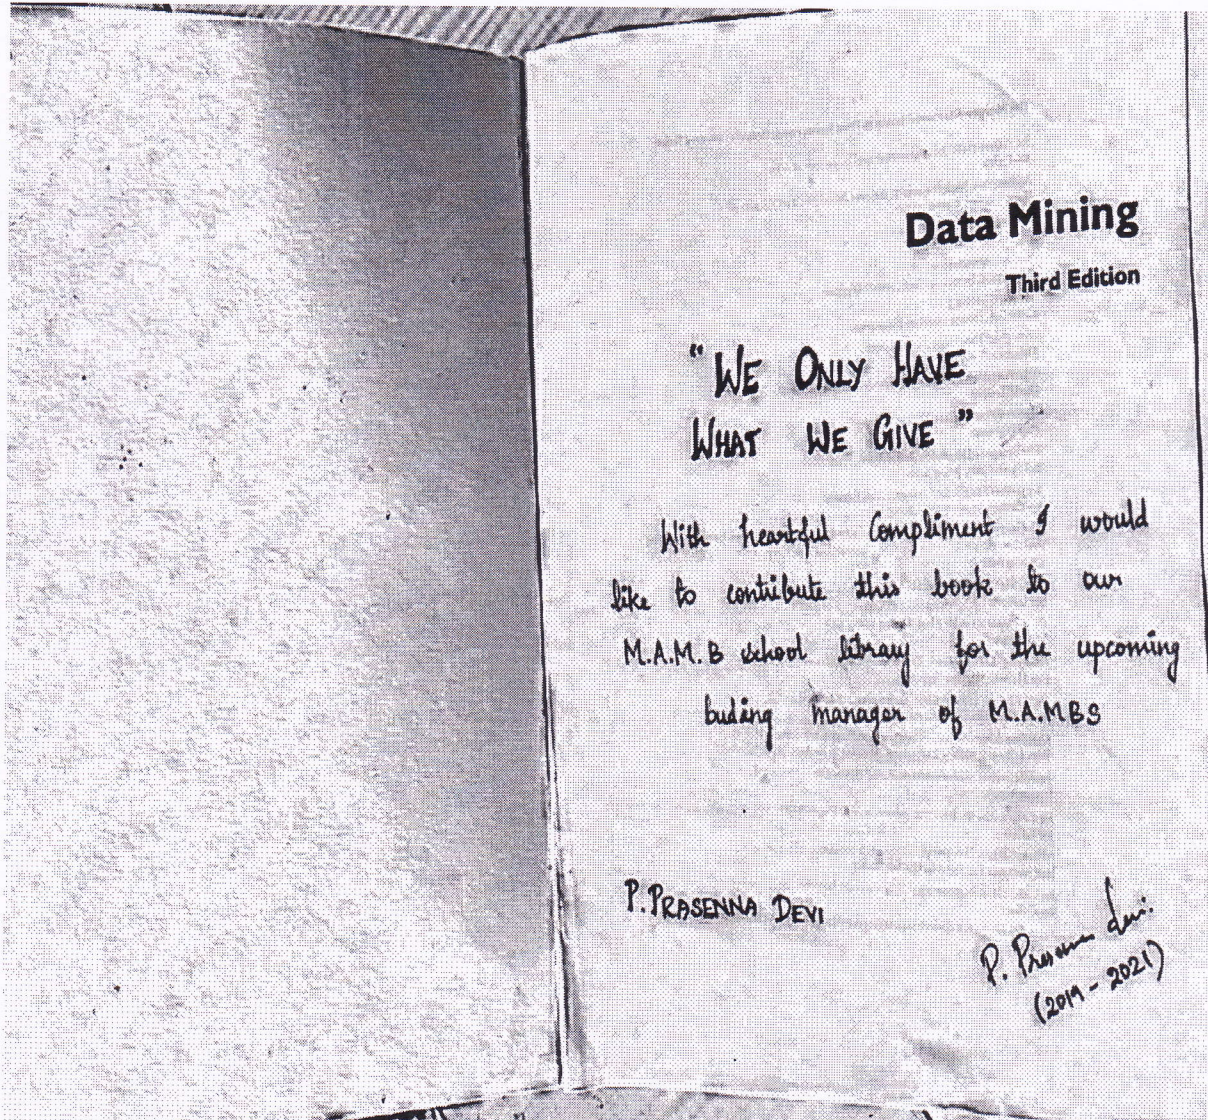 Data Mining
Third Edition
"WE ONLY HAVE
WHAT WE GIVE"
With heartful Compliment I would
like to contribute this book to our
M.A.M.B school library for the upcoming
buding manager of M.A.MBS
P. PRASENNA DEVI
P. Prasenna Devi.
(2019 - 2021)